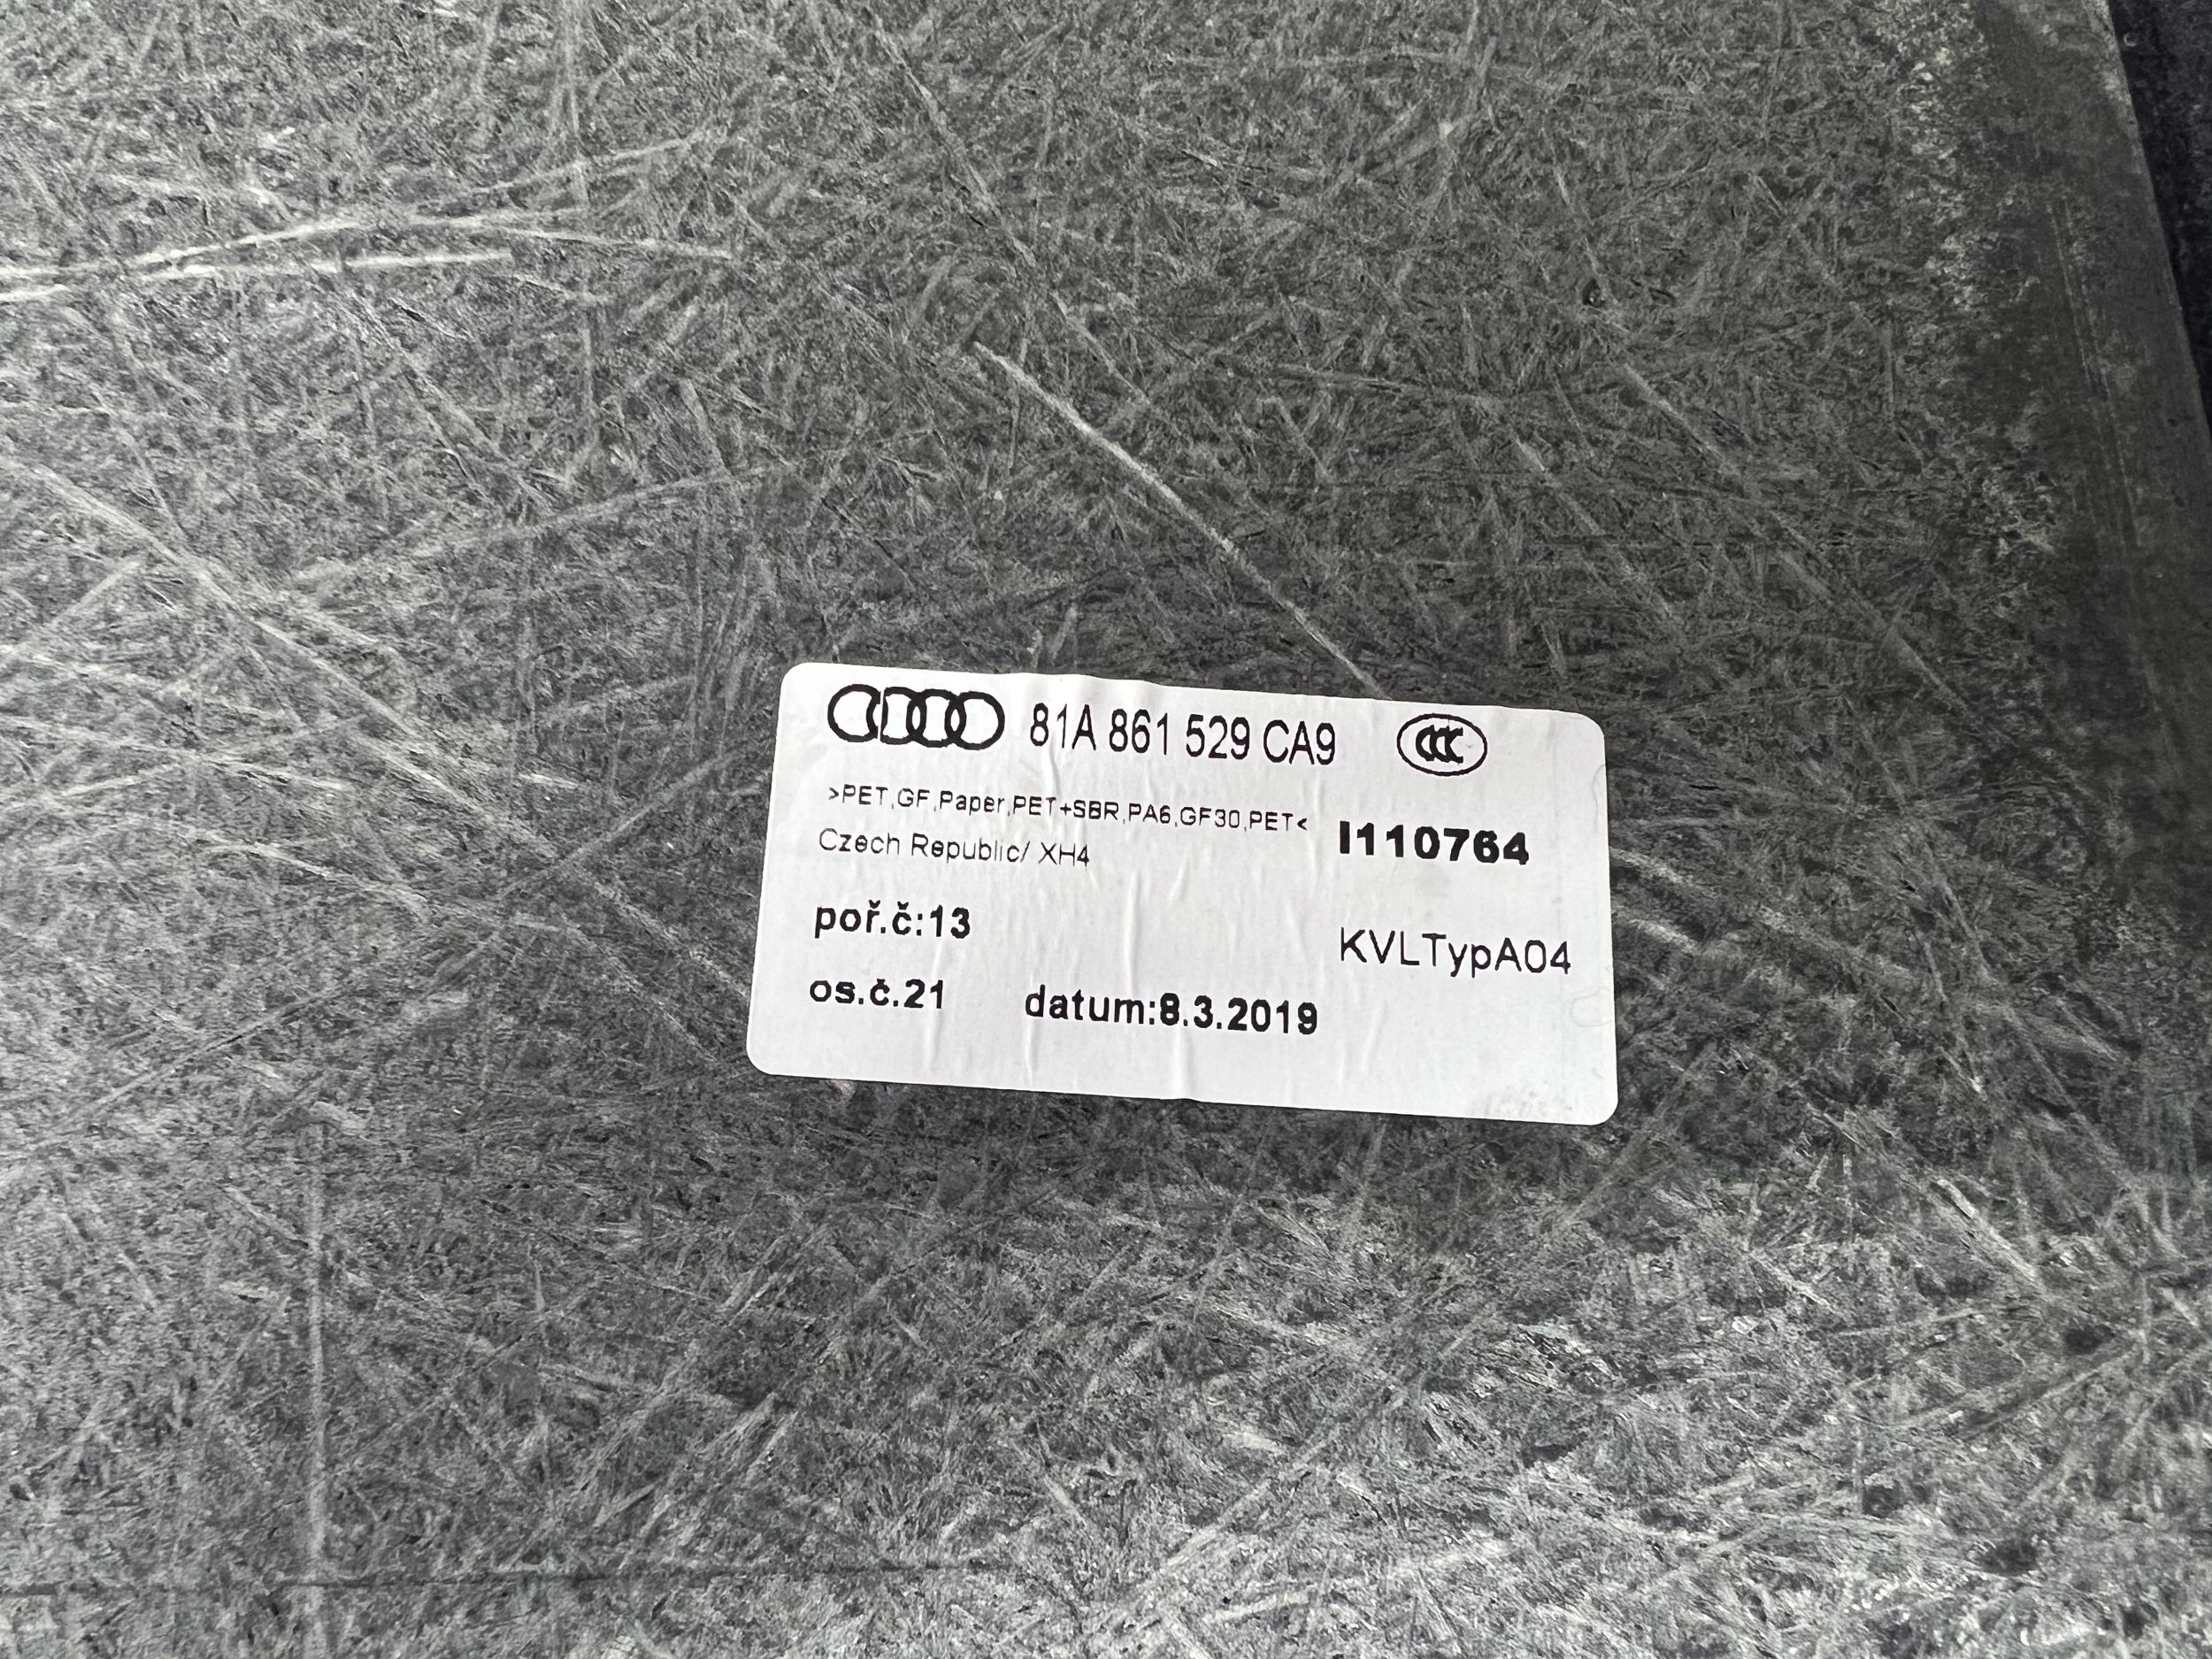 81A 861 529 CA9 CCC
>PET,GF,Paper,PET+SBR,PA6,GF30,PET<
I110764
Czech Republic/ XH4
poř.č:13
KVLTypA04
os.č.21 datum:8.3.2019